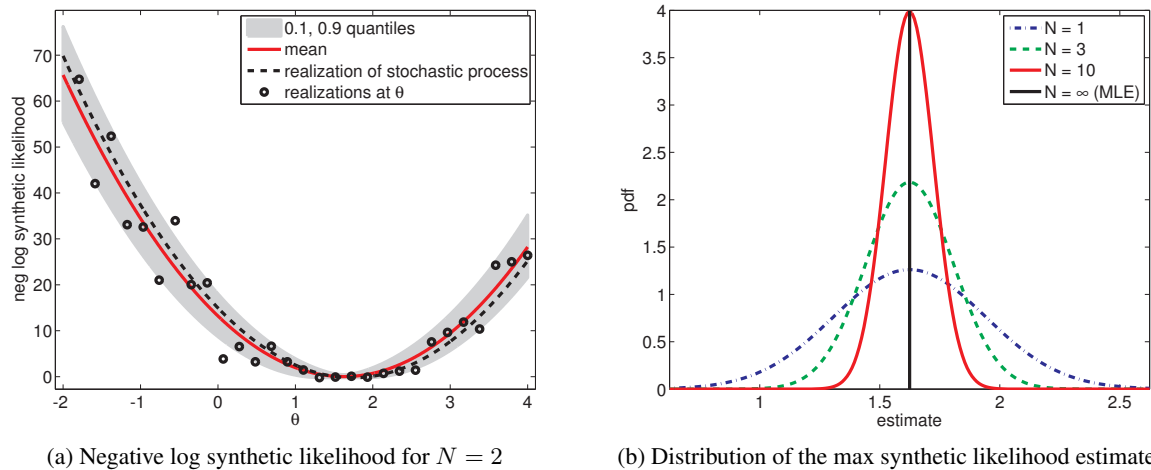 0.1, 0.9 quantiles
mean
realization of stochastic process
realizations at θ
neg log synthetic likelihood
70
60
50
40
30
20
10
0
-2 -1 0 1 2 3 4
θ
(a) Negative log synthetic likelihood for N = 2
N = 1
N = 3
N = 10
N = ∞ (MLE)
pdf
4
3.5
3
2.5
2
1.5
1
0.5
0
1 1.5 2 2.5
estimate
(b) Distribution of the max synthetic likelihood estimate